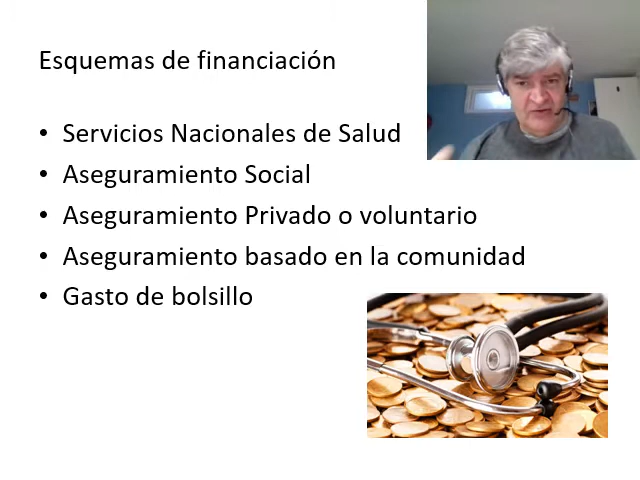 Esquemas de financiación
• Servicios Nacionales de Salud
• Aseguramiento Social
• Aseguramiento Privado o voluntario
• Aseguramiento basado en la comunidad
• Gasto de bolsillo